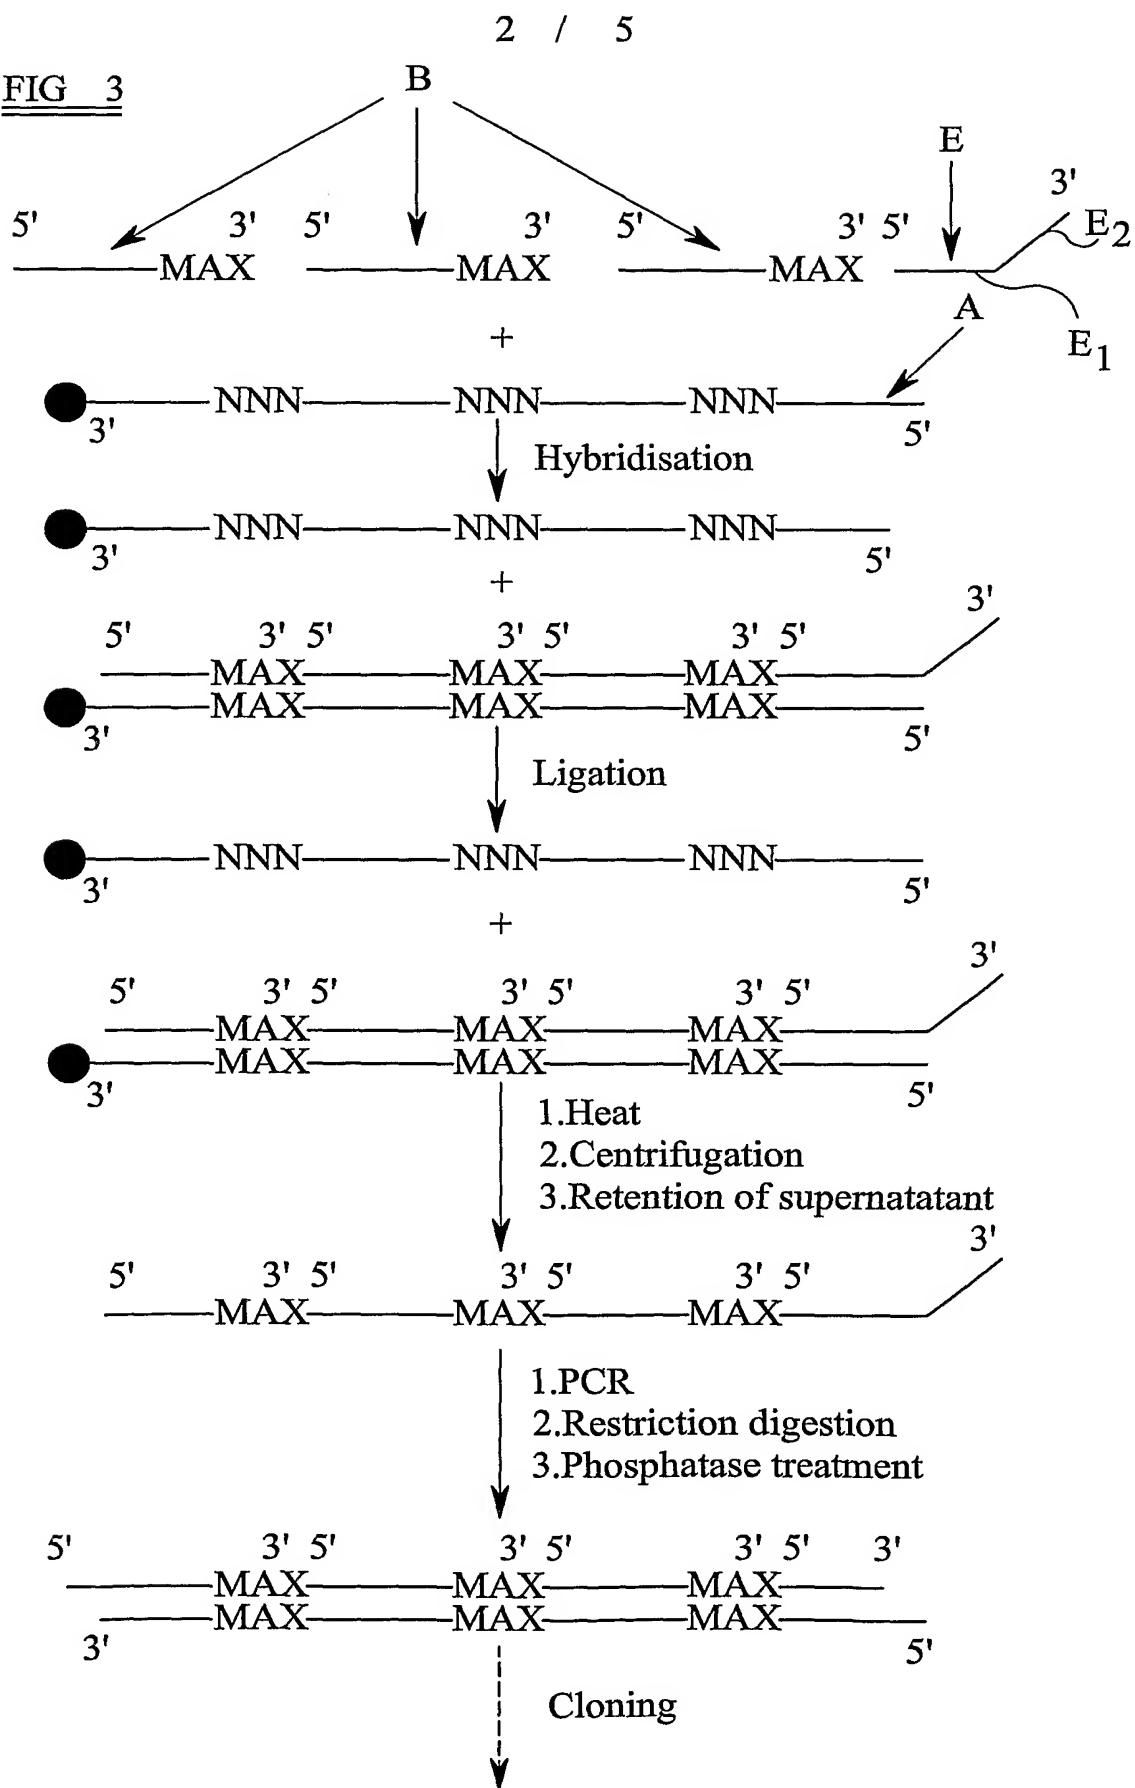 2 / 5
FIG 3
B
E
5' 3' 5' 3' 5' 3' 5' 3'
E2
MAX MAX MAX
A
E1
+
NNN NNN NNN
3' 5'
Hybridisation
NNN NNN NNN
3' 5'
+
3'
5' 3' 5' 3' 5' 3' 5'
MAX MAX MAX
MAX MAX MAX
3' 5'
Ligation
NNN NNN NNN
3' 5'
+
3'
5' 3' 5' 3' 5' 3' 5'
MAX MAX MAX
MAX MAX MAX
3' 5'
1.Heat
2.Centrifugation
3.Retention of supernatatant
3'
5' 3' 5' 3' 5' 3' 5'
MAX MAX MAX
1.PCR
2.Restriction digestion
3.Phosphatase treatment
5' 3' 5' 3' 5' 3' 5' 3'
MAX MAX MAX
MAX MAX MAX
3' 5'
Cloning